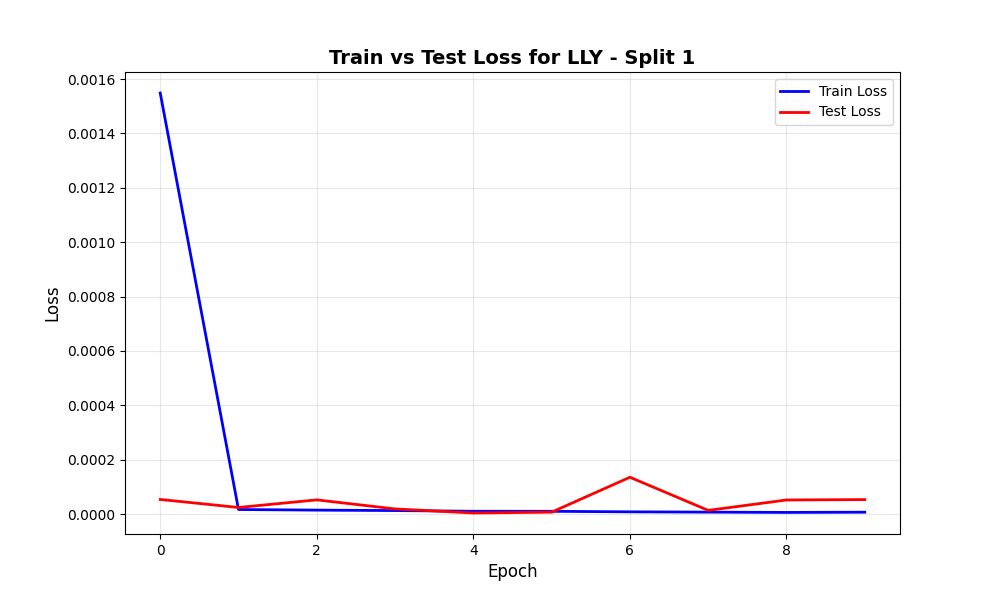 Train vs Test Loss for LLY - Split 1
Train Loss
Test Loss
0.0016
0.0014
0.0012
0.0010
0.0008
0.0006
0.0004
0.0002
0.0000
Loss
0 2 4 6 8
Epoch